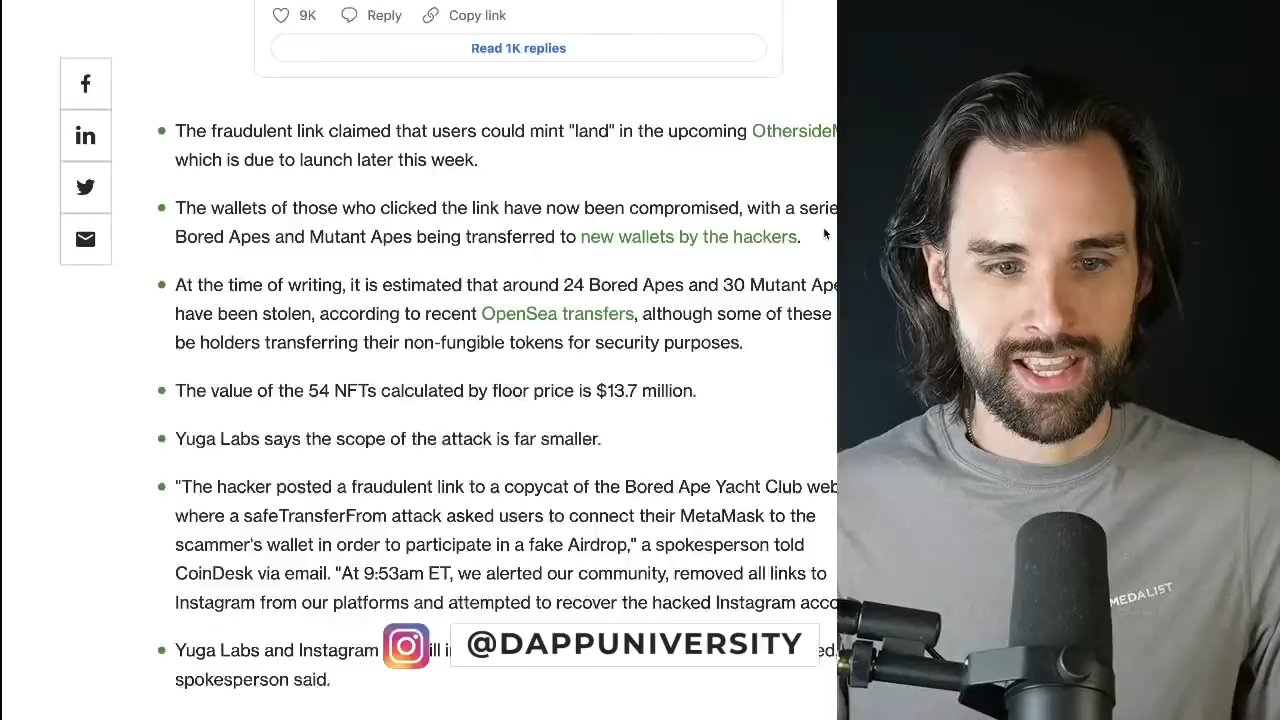 9K Reply Copy link
Read 1K replies
The fraudulent link claimed that users could mint "land" in the upcoming
which is due to launch later this week.
The wallets of those who clicked the link have now been compromised, with a
Bored Apes and Mutant Apes being transferred to new wallets by the hackers.
At the time of writing, it is estimated that around 24 Bored Apes and 30 Mutant
have been stolen, according to recent OpenSea transfers, although some of these
be holders transferring their non-fungible tokens for security purposes.
The value of the 54 NFTs calculated by floor price is $13.7 million.
Yuga Labs says the scope of the attack is far smaller.
"The hacker posted a fraudulent link to a copycat of the Bored Ape Yacht Club
where a safeTransferFrom attack asked users to connect their MetaMask to the
scammer's wallet in order to participate in a fake Airdrop," a spokesperson told
CoinDesk via email. "At 9:53am ET, we alerted our community, removed all links to
Instagram from our platforms and attempted to recover the hacked Instagram
Yuga Labs and Instagram
@DAPPUNIVERSITY
spokesperson said.
MEDALIST